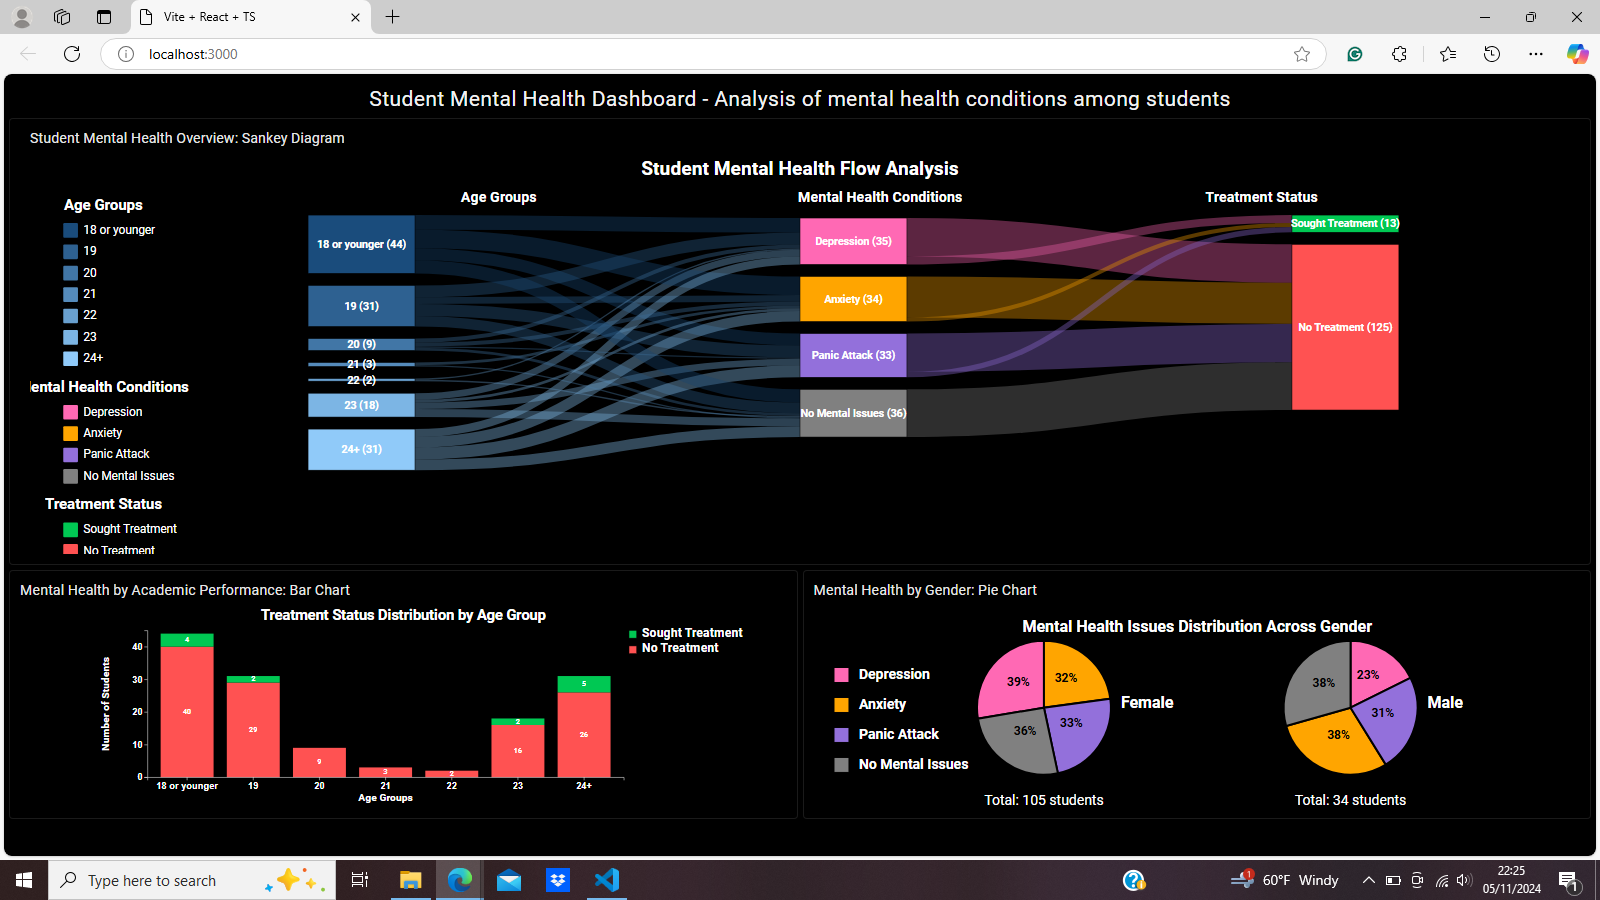 Vite + React + TS
localhost:3000
Student Mental Health Dashboard - Analysis of mental health conditions among students
Student Mental Health Overview: Sankey Diagram
Student Mental Health Flow Analysis
Age Groups
Mental Health Conditions
Treatment Status
Age Groups
18 or younger
19
20
21
22
23
24+
ental Health Conditions
Depression
Anxiety
Panic Attack
No Mental Issues
Treatment Status
Sought Treatment
No Treatment
18 or younger (44)
19 (31)
20 (9)
21 (3)
22 (2)
23 (18)
24+ (31)
Depression (35)
Anxiety (34)
Panic Attack (33)
No Mental Issues (36)
Sought Treatment (13)
No Treatment (125)
Mental Health by Academic Performance: Bar Chart
Treatment Status Distribution by Age Group
Sought Treatment
No Treatment
Number of Students
40
30
20
10
0
4
40
2
29
9
3
2
2
16
5
26
18 or younger
19
20
21
22
23
24+
Age Groups
Mental Health by Gender: Pie Chart
Mental Health Issues Distribution Across Gender
Depression
Anxiety
Panic Attack
No Mental Issues
39%
32%
33%
36%
Female
Total: 105 students
38%
23%
31%
38%
Male
Total: 34 students
Type here to search
1
60°F Windy
22:25
05/11/2024
1